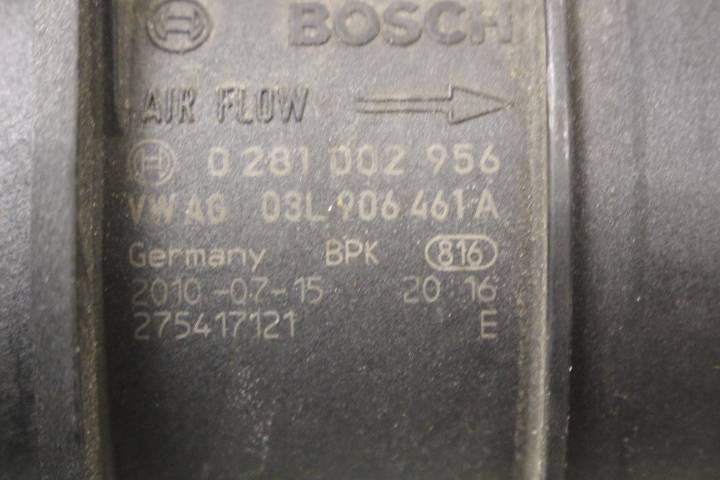 BOSCH
AIR FLOW
0 281 002 956
VW AG 03L 906 461 A
Germany BPK 816
2010-07-15 20:16
275417121 E